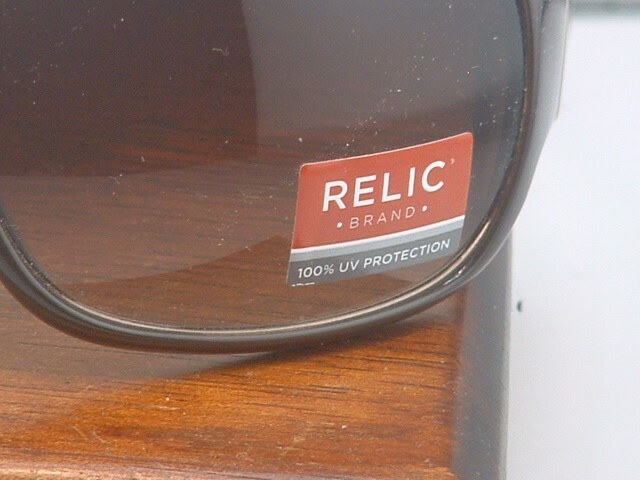 RELIC
• BRAND •
100% UV PROTECTION